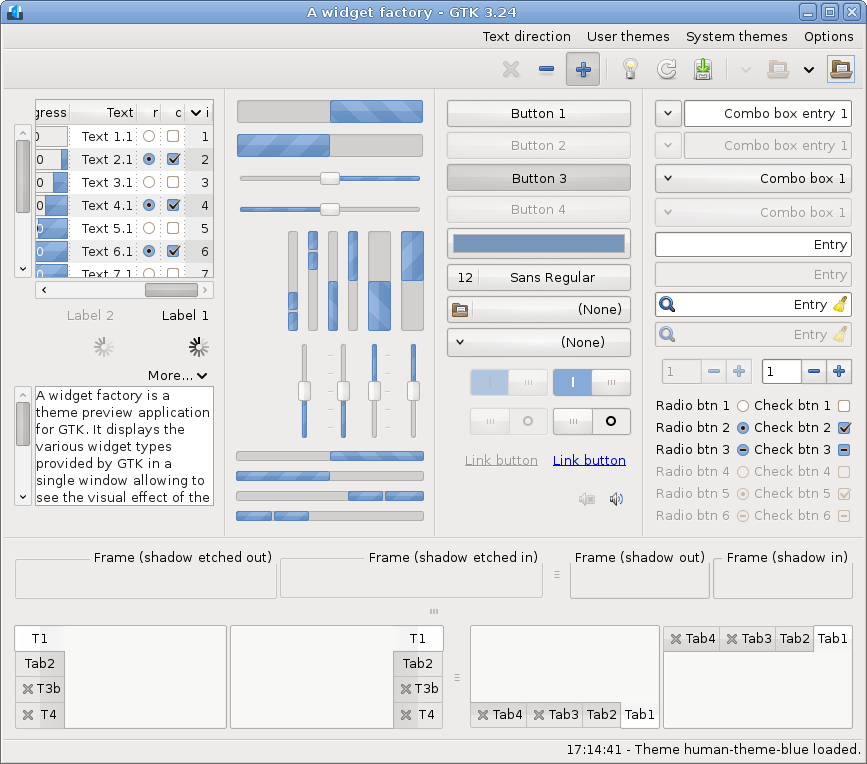 A widget factory - GTK 3.24
Text direction User themes System themes Options
gress Text r c i
0 Text 1.1 1
0 Text 2.1 2
0 Text 3.1 3
0 Text 4.1 4
0 Text 5.1 5
0 Text 6.1 6
Text 7.1 7
Label 2 Label 1
More...
A widget factory is a
theme preview application
for GTK. It displays the
various widget types
provided by GTK in a
single window allowing to
see the visual effect of the
Button 1
Button 2
Button 3
Button 4
12 Sans Regular
(None)
(None)
Link button Link button
Combo box entry 1
Combo box entry 1
Combo box 1
Combo box 1
Entry
Entry
Entry
Entry
1 1
Radio btn 1 Check btn 1
Radio btn 2 Check btn 2
Radio btn 3 Check btn 3
Radio btn 4 Check btn 4
Radio btn 5 Check btn 5
Radio btn 6 Check btn 6
Frame (shadow etched out) Frame (shadow etched in) Frame (shadow out) Frame (shadow in)
T1
Tab2
T3b
T4
T1
Tab2
T3b
T4
Tab4 Tab3 Tab2 Tab1
Tab4 Tab3 Tab2 Tab1
17:14:41 - Theme human-theme-blue loaded.